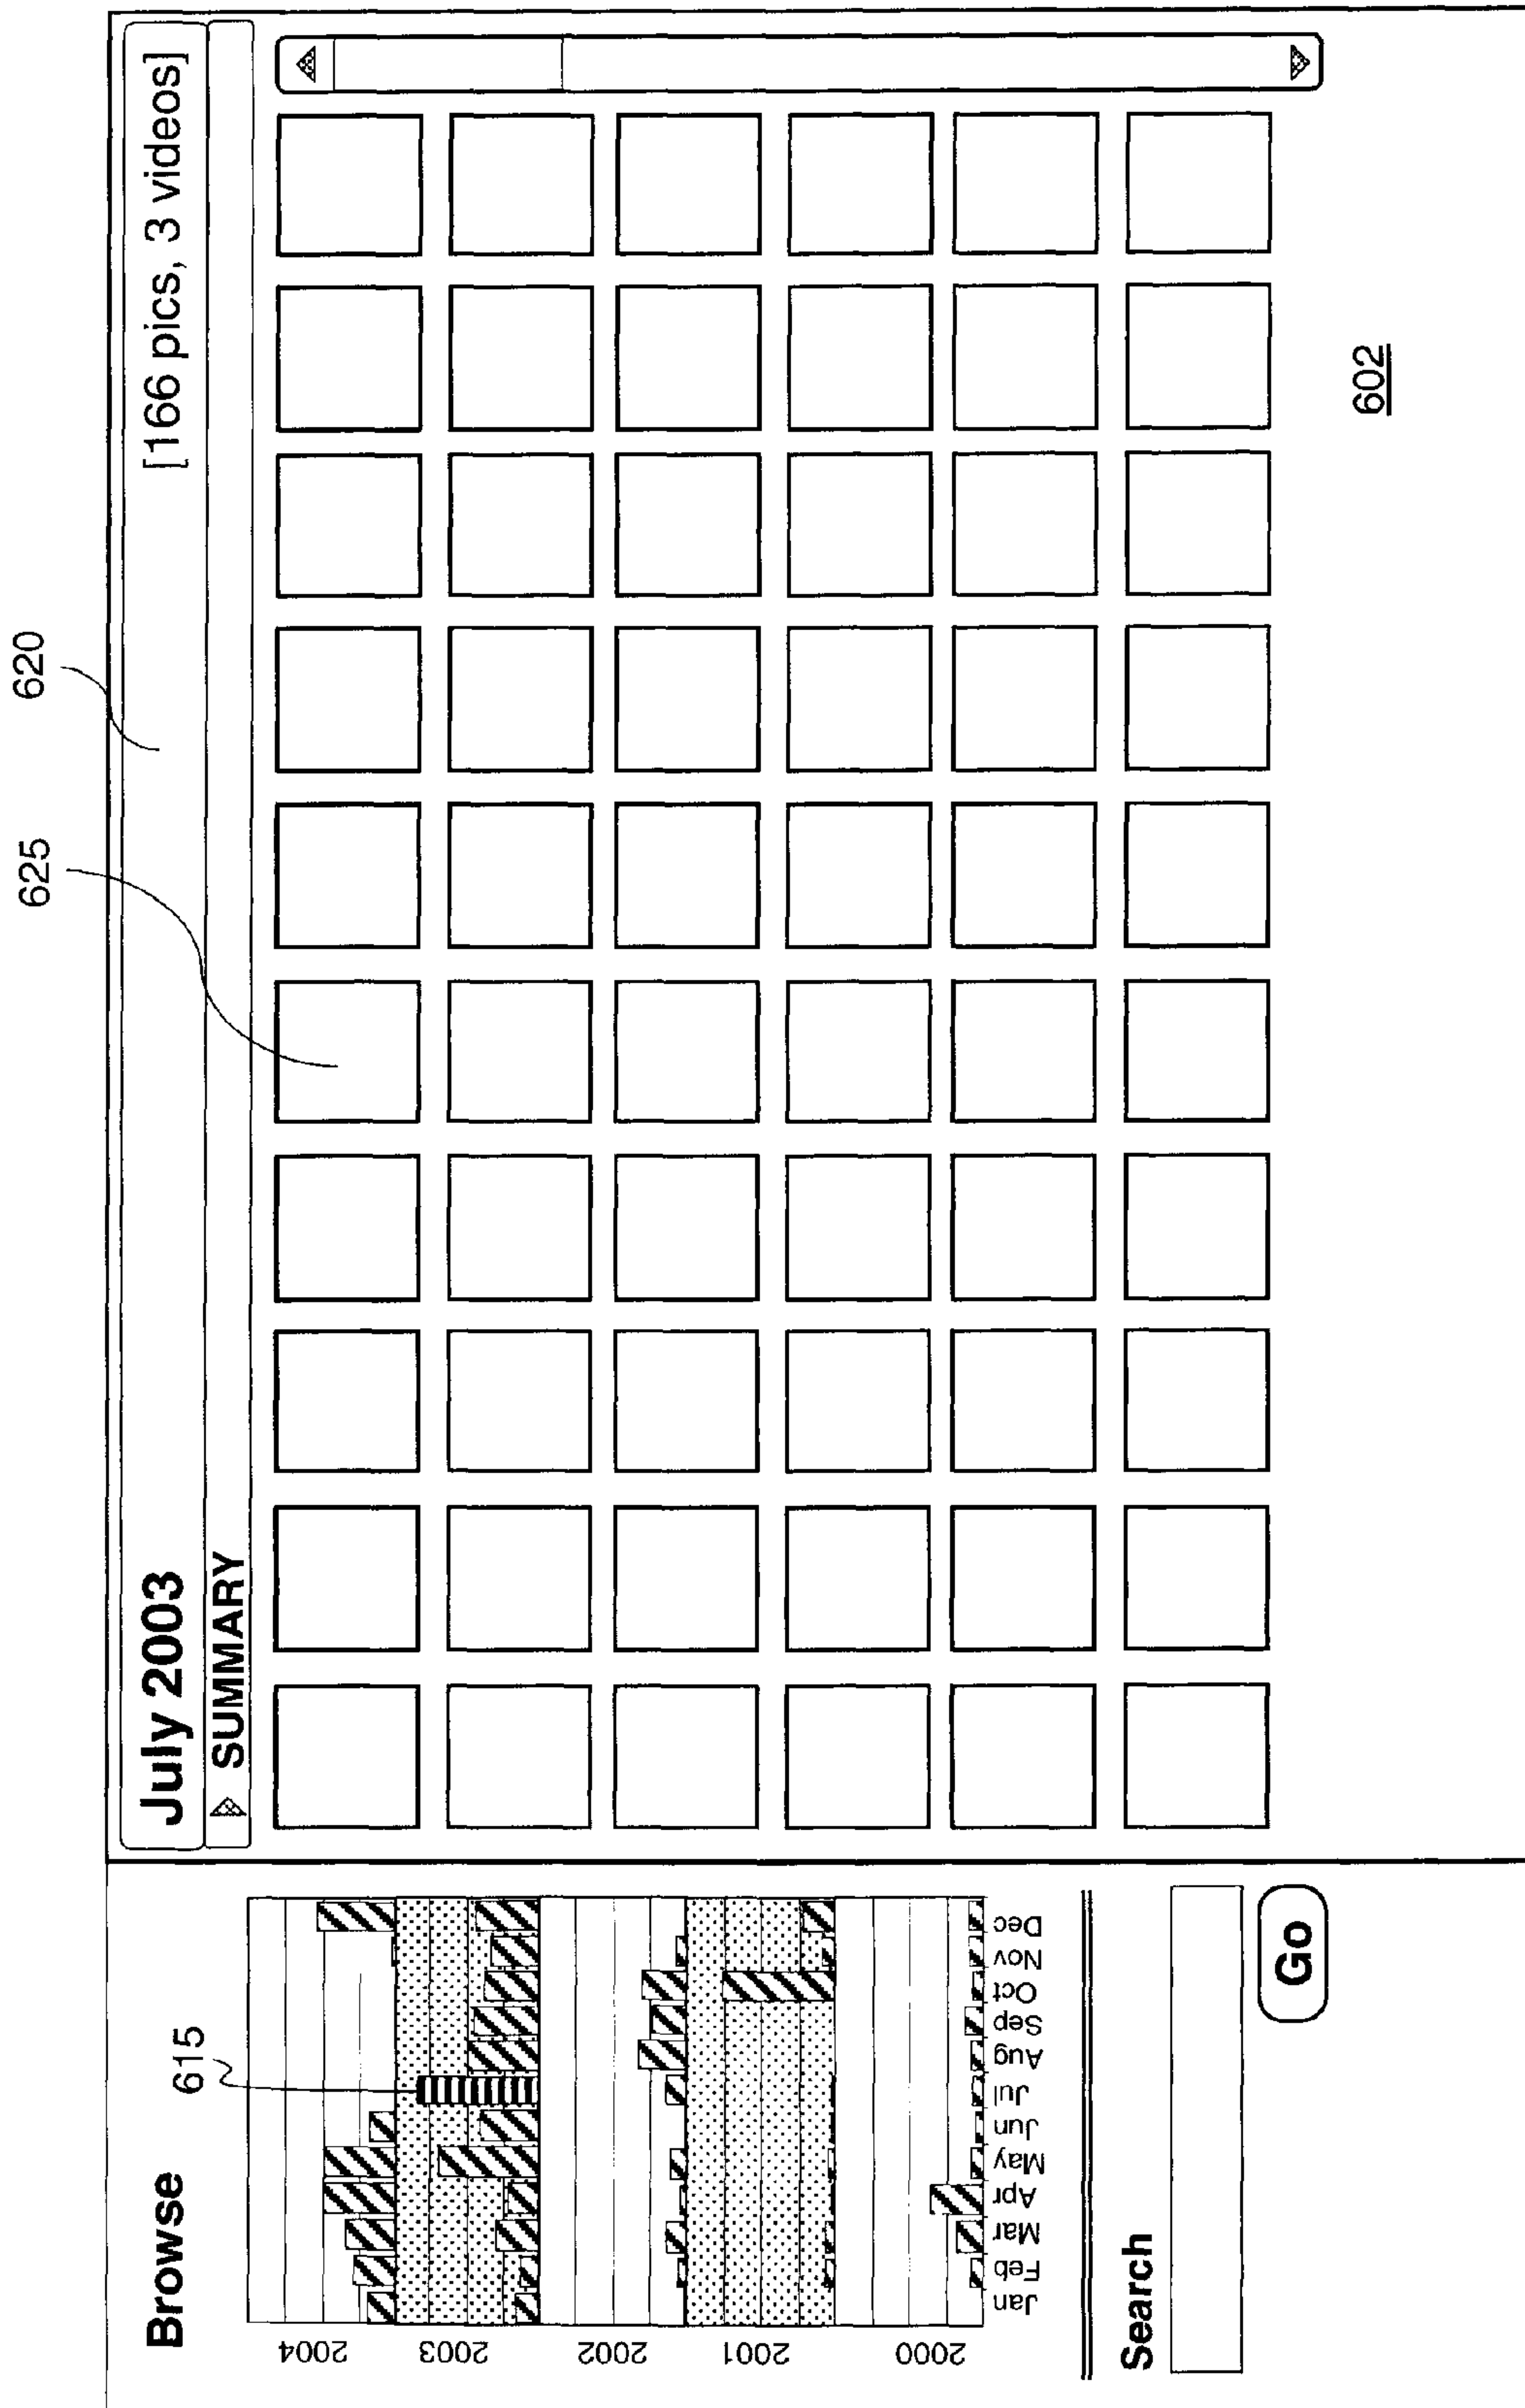 620
625
July 2003 [166 pics, 3 videos]
SUMMARY
602
Browse
615
2004
2003
2002
2001
2000
Jan Feb Mar Apr May Jun Jul Aug Sep Oct Nov Dec
Search
Go